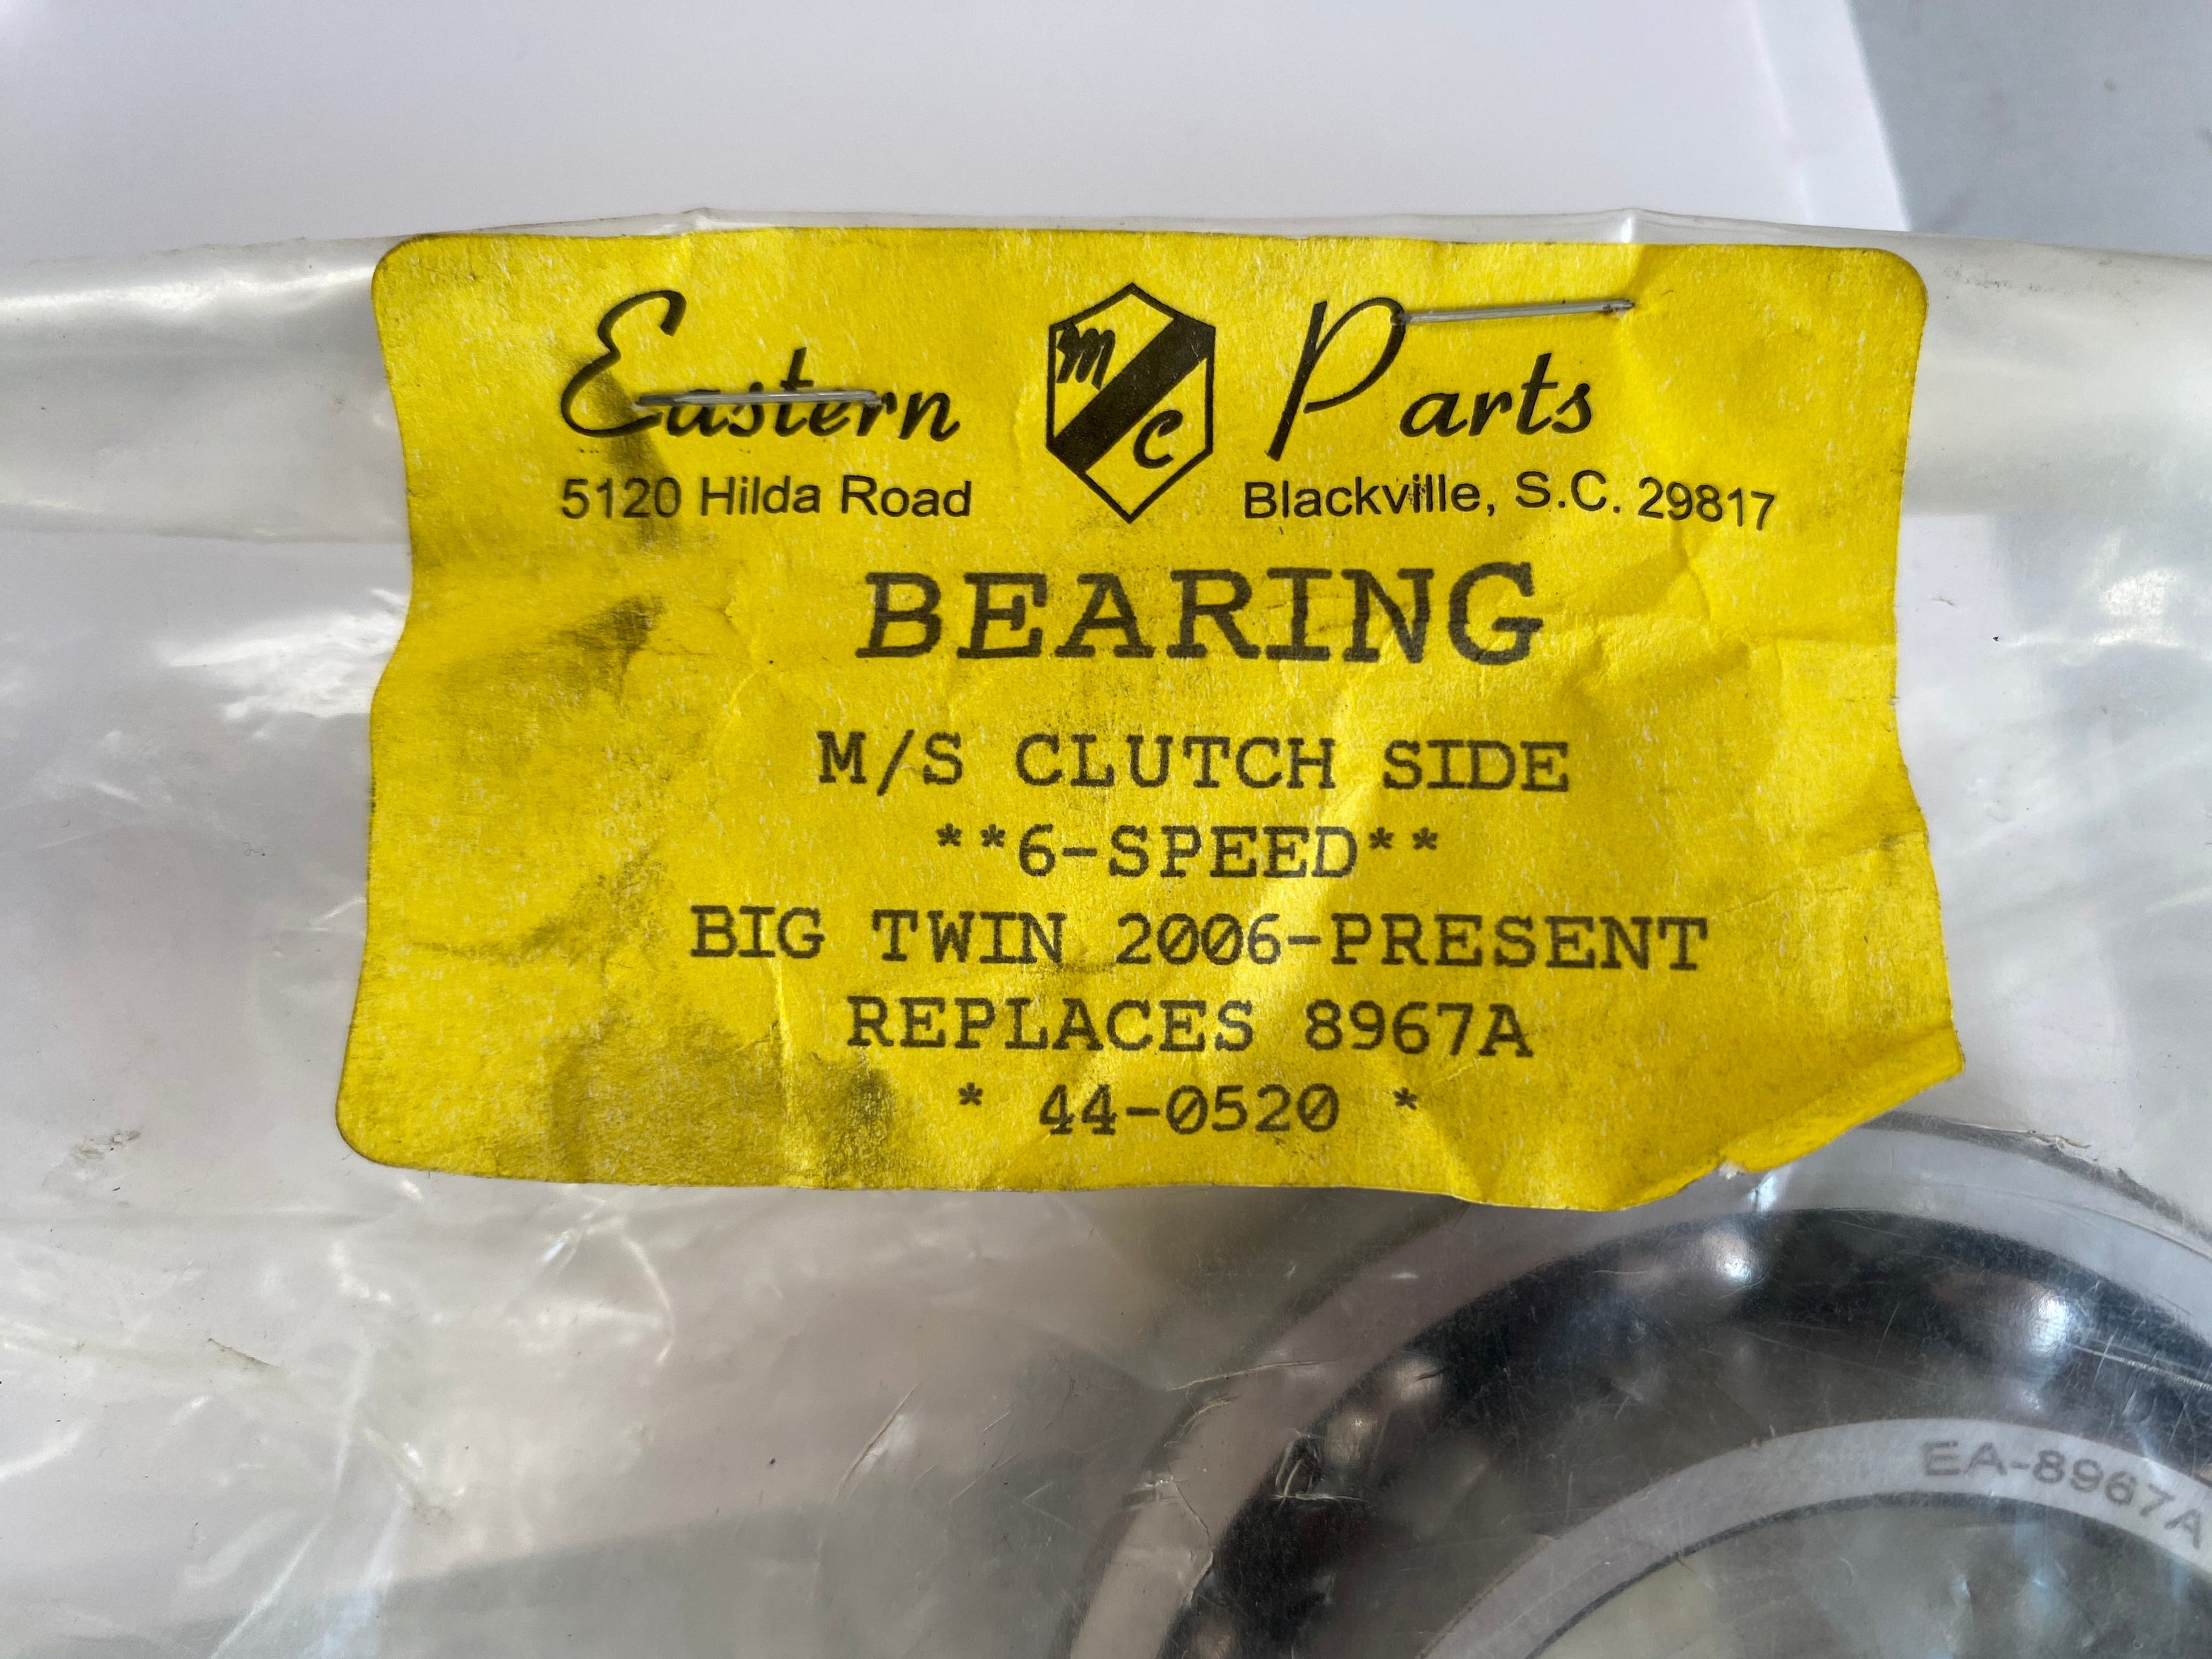 Eastern M/C Parts
5120 Hilda Road Blackville, S.C. 29817
BEARING
M/S CLUTCH SIDE
**6-SPEED**
BIG TWIN 2006-PRESENT
REPLACES 8967A
* 44-0520 *
EA-8967A